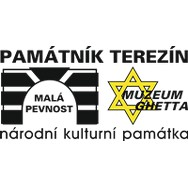 PAMÁTNÍK TEREZÍN
MALÁ
PEVNOST
MUZEUM
GHETTA
národní kulturní památka